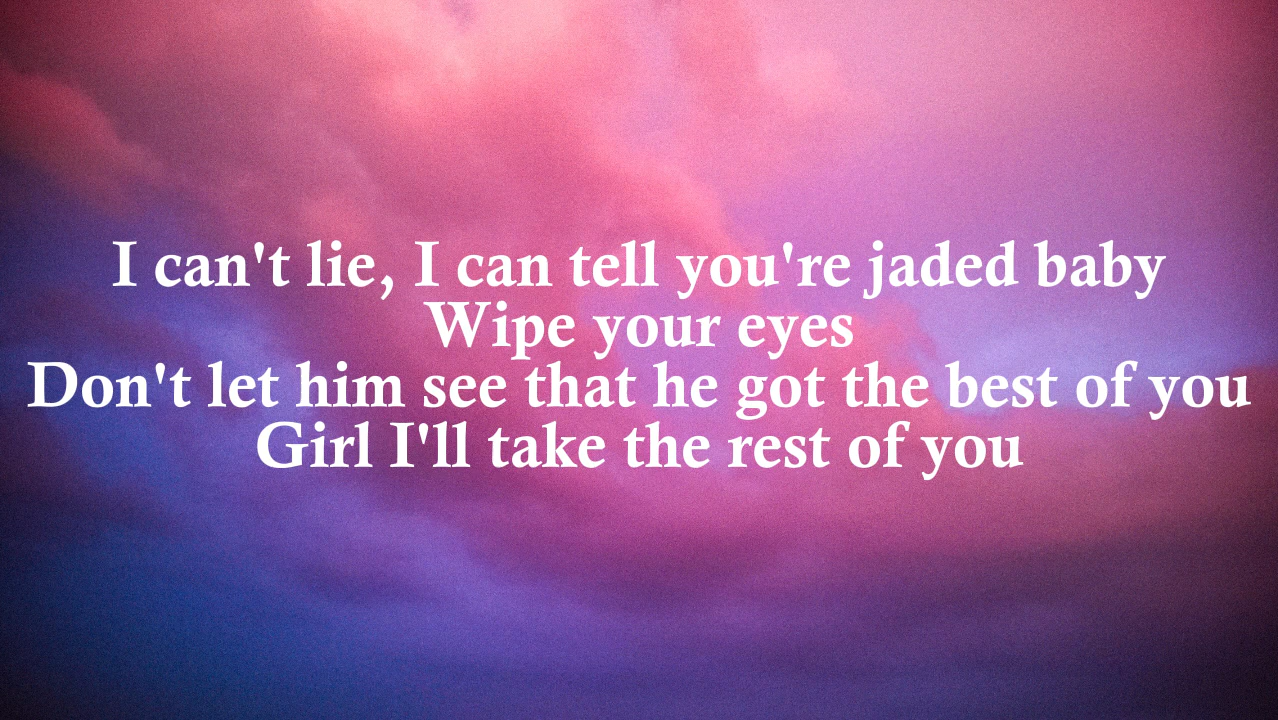 I can't lie, I can tell you're jaded baby
Wipe your eyes
Don't let him see that he got the best of you
Girl I'll take the rest of you